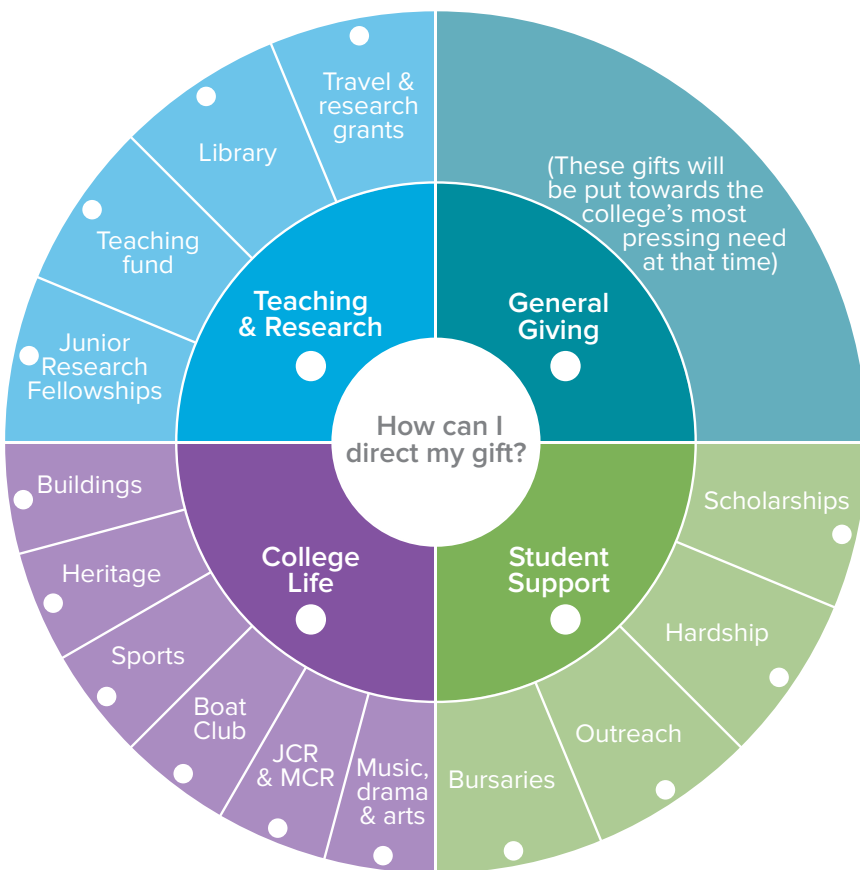 How can I
direct my gift?
General
Giving
(These gifts will
be put towards the
college’s most
pressing need
at that time)
Student
Support
Scholarships
Hardship
Outreach
Bursaries
College
Life
Music,
drama
& arts
JCR
& MCR
Boat
Club
Sports
Heritage
Buildings
Teaching
& Research
Junior
Research
Fellowships
Teaching
fund
Library
Travel &
research
grants